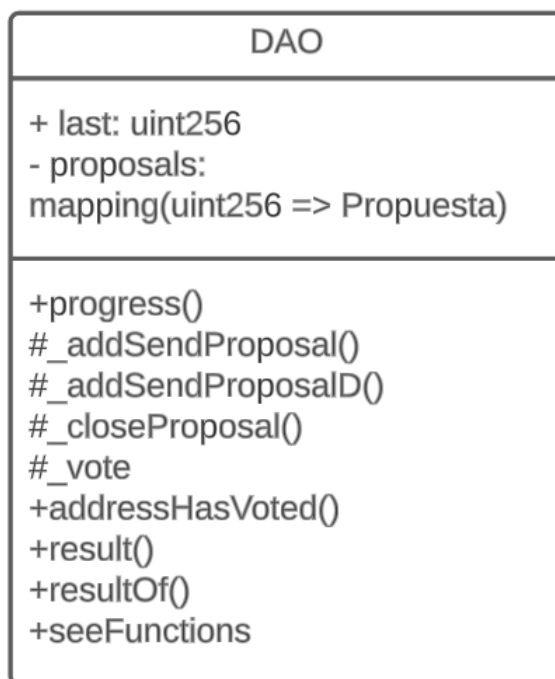 DAO
+ last: uint256
- proposals:
mapping(uint256 => Propuesta)
+progress()
#_addSendProposal()
#_addSendProposalD()
#_closeProposal()
#_vote
+addressHasVoted()
+result()
+resultOf()
+seeFunctions